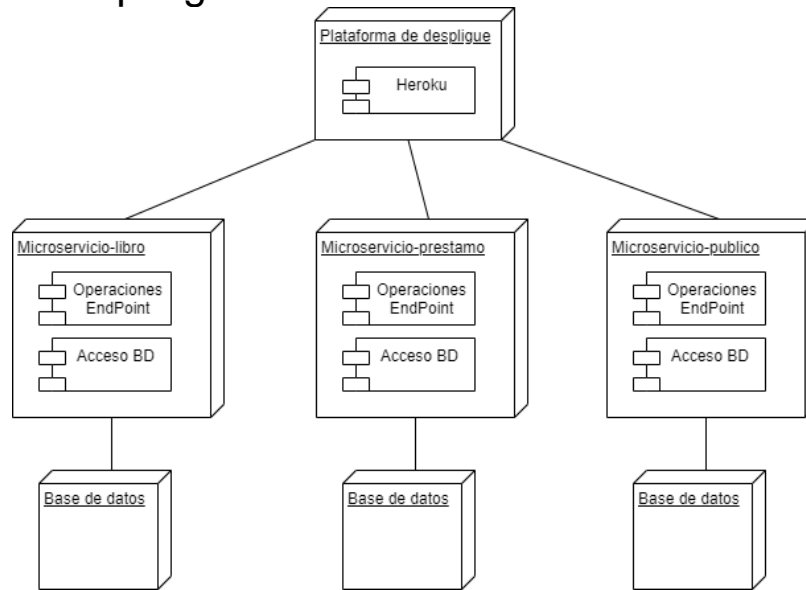 Plataforma de despligue
Heroku
Microservicio-libro
Operaciones
EndPoint
Acceso BD
Microservicio-prestamo
Operaciones
EndPoint
Acceso BD
Microservicio-publico
Operaciones
EndPoint
Acceso BD
Base de datos
Base de datos
Base de datos